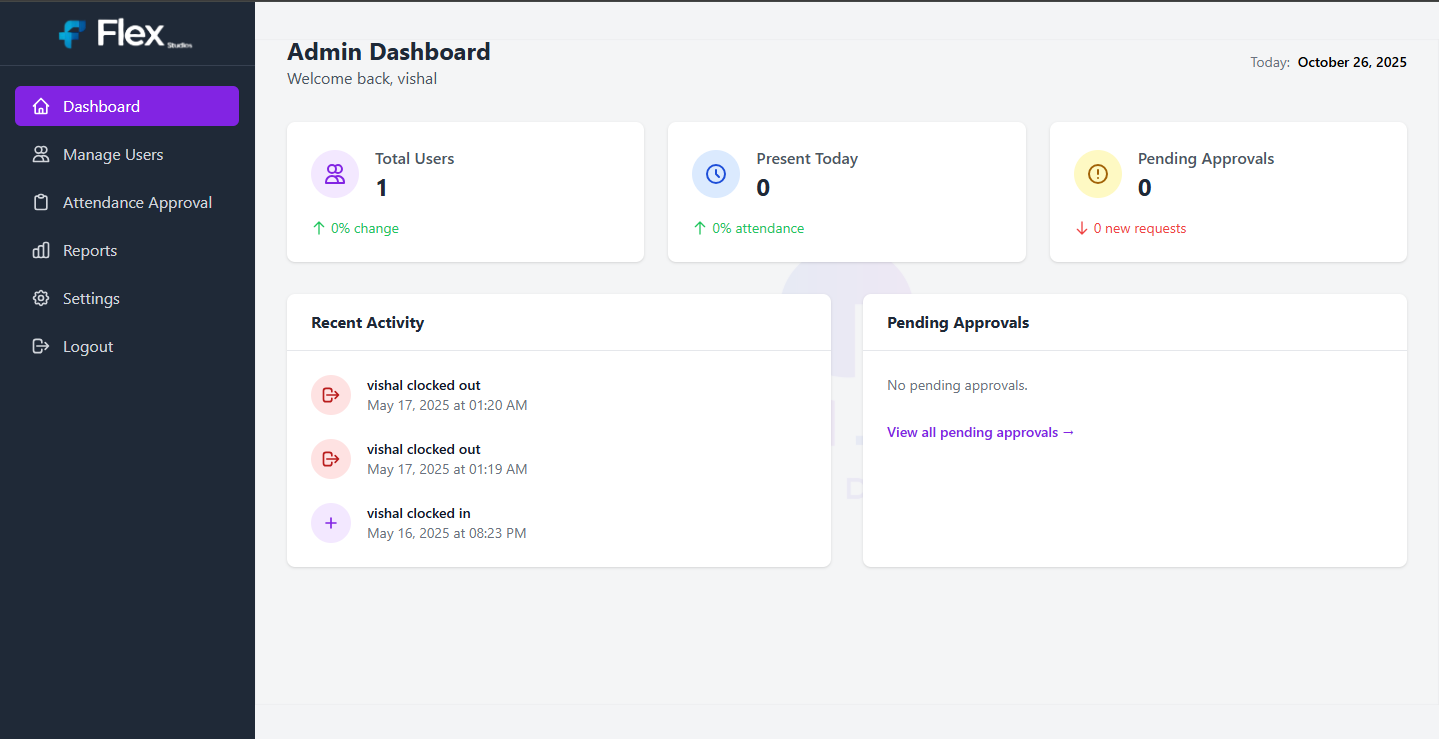 Flex
Studios
Dashboard
Manage Users
Attendance Approval
Reports
Settings
Logout
Admin Dashboard
Welcome back, vishal
Today: October 26, 2025
Total Users
1
↑ 0% change
Present Today
0
↑ 0% attendance
Pending Approvals
0
↓ 0 new requests
Recent Activity
vishal clocked out
May 17, 2025 at 01:20 AM
vishal clocked out
May 17, 2025 at 01:19 AM
vishal clocked in
May 16, 2025 at 08:23 PM
Pending Approvals
No pending approvals.
View all pending approvals →